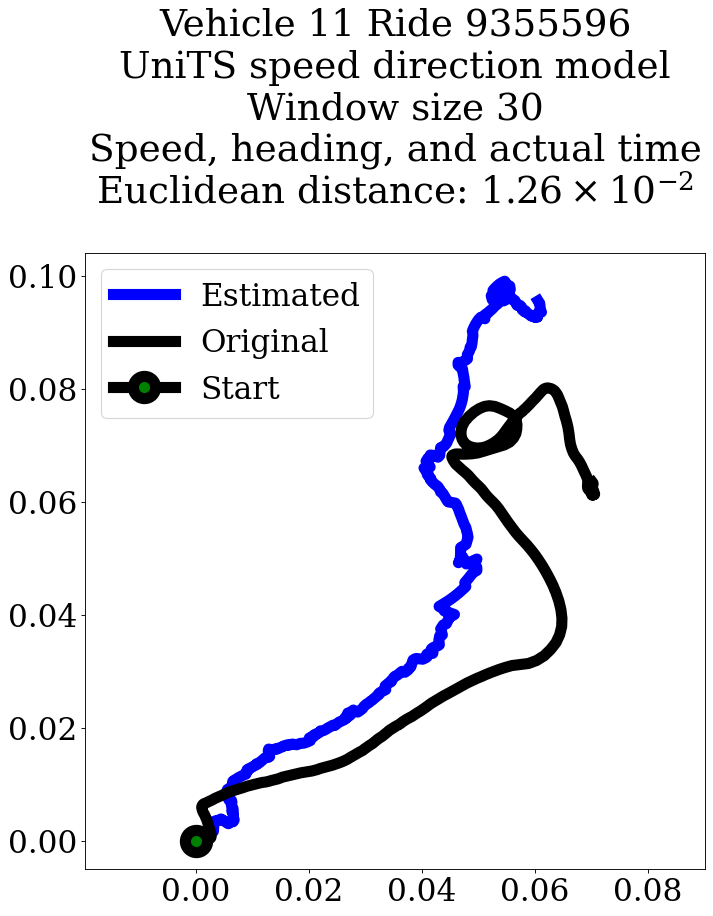 Vehicle 11 Ride 9355596
UniTS speed direction model
Window size 30
Speed, heading, and actual time
Euclidean distance: 1.26 × 10⁻²
Estimated
Original
Start
0.10
0.08
0.06
0.04
0.02
0.00
0.00 0.02 0.04 0.06 0.08